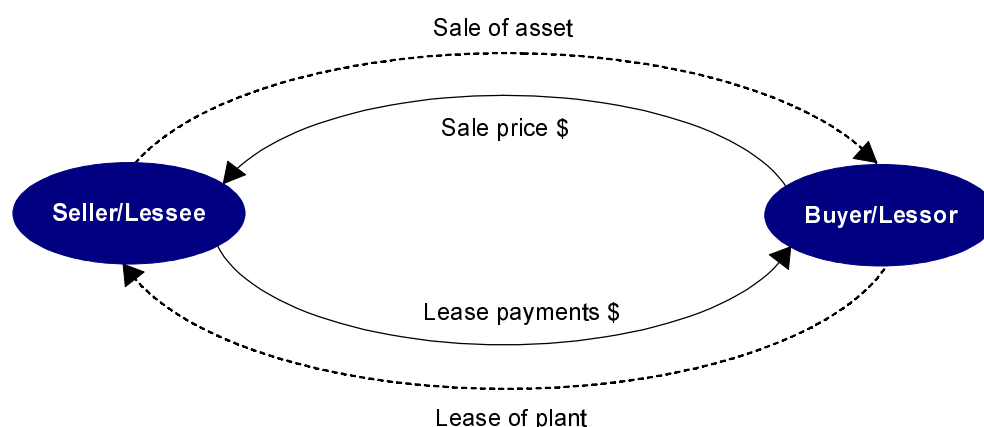 Sale of asset
Sale price $
Seller/Lessee
Buyer/Lessor
Lease payments $
Lease of plant